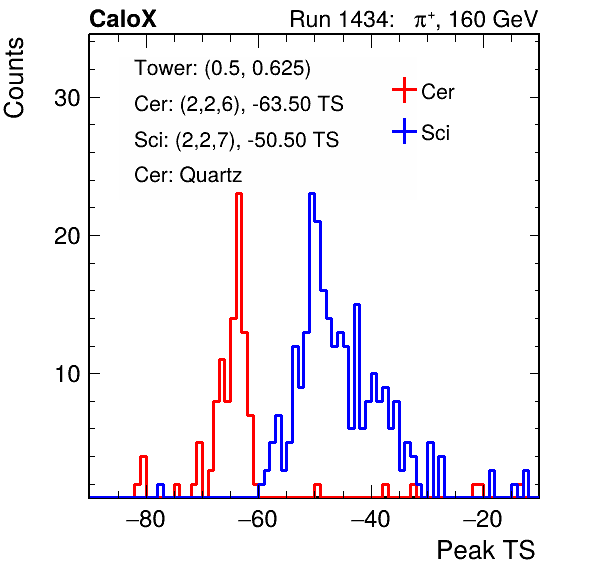 CaloX Run 1434: π⁺, 160 GeV
Counts
Tower: (0.5, 0.625)
Cer: (2,2,6), -63.50 TS
Sci: (2,2,7), -50.50 TS
Cer: Quartz
Cer
Sci
30
20
10
−80 −60 −40 −20
Peak TS